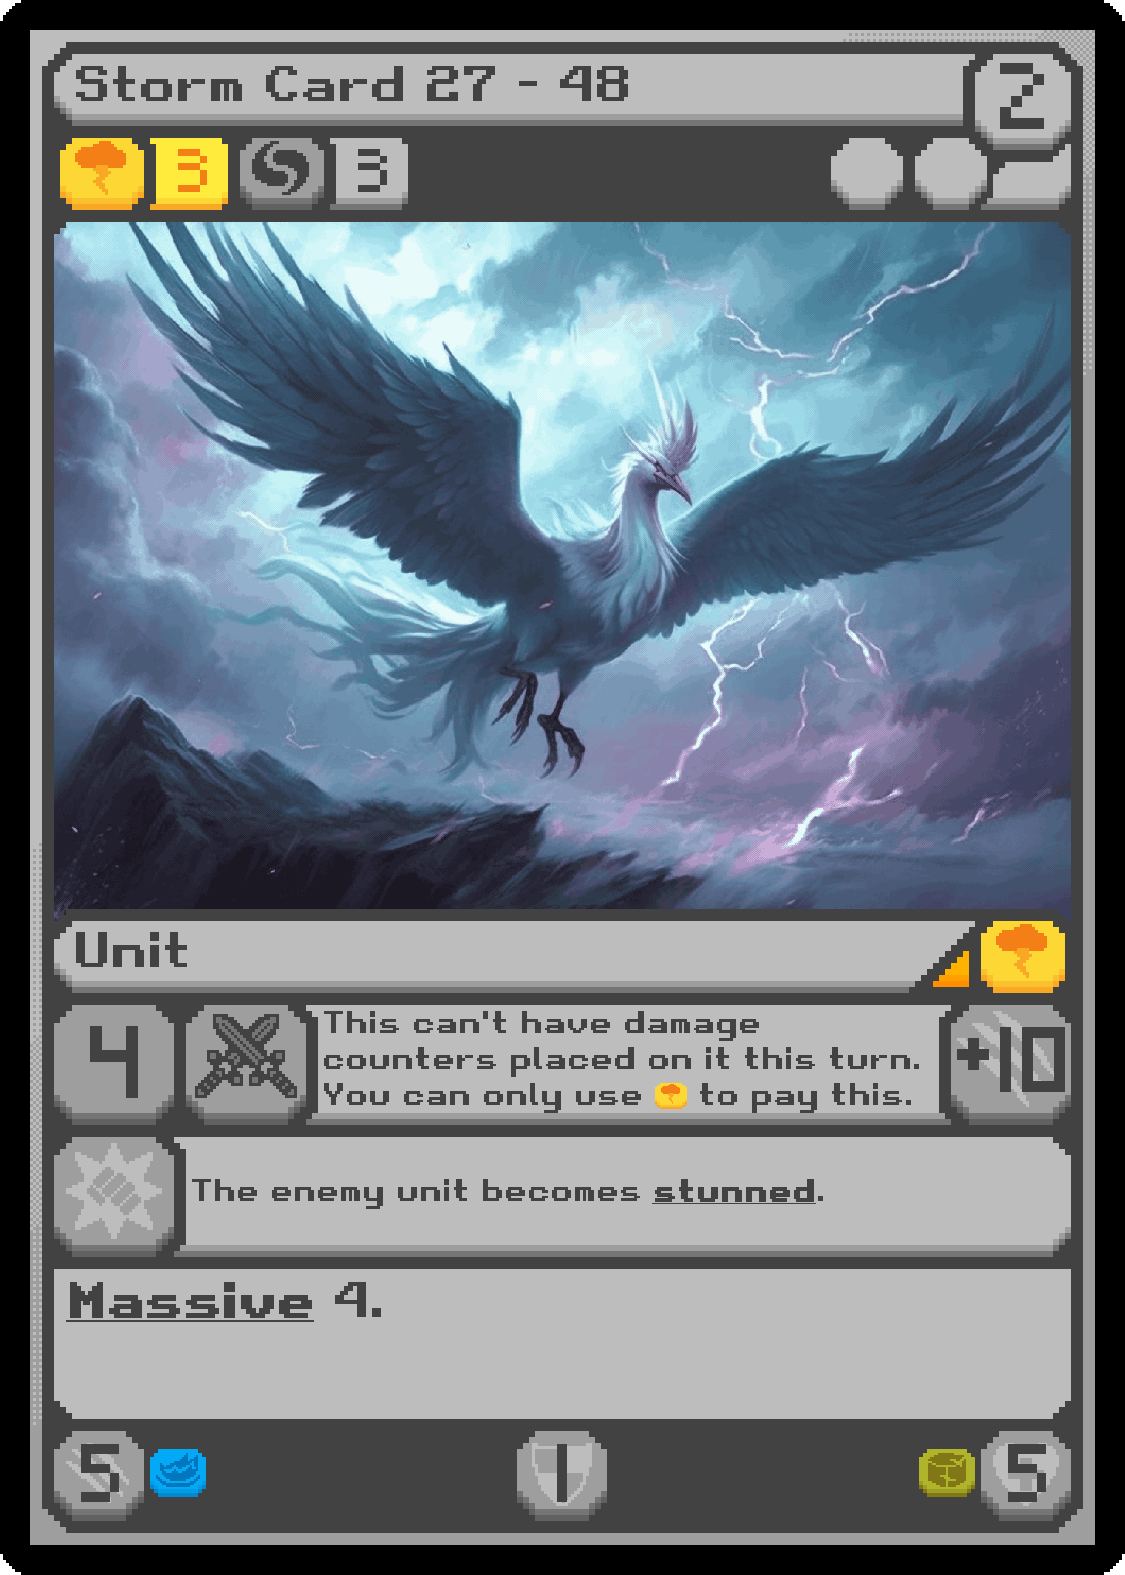 Storm Card 27 - 48
2
3
3
Unit
4
This can't have damage
counters placed on it this turn.
You can only use to pay this.
+10
The enemy unit becomes stunned.
Massive 4.
5
1
5